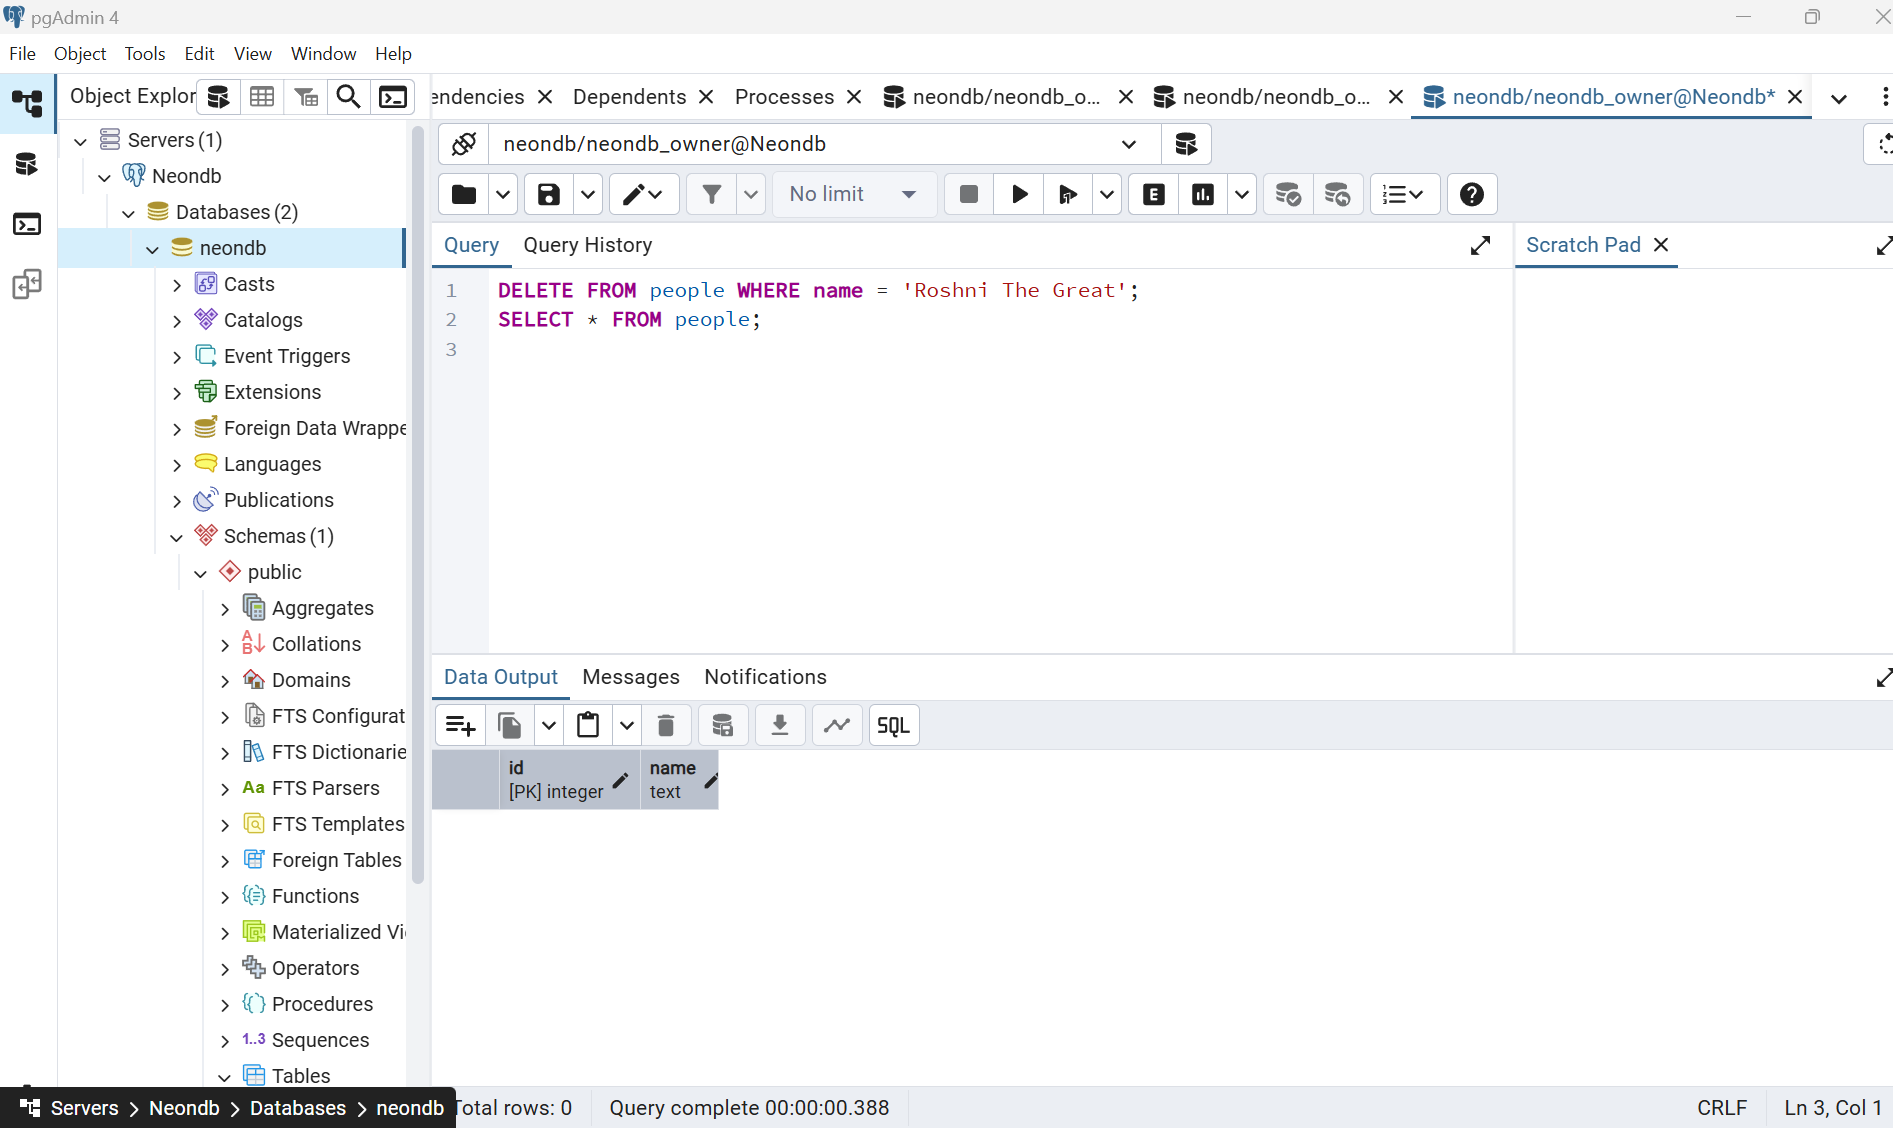 pgAdmin 4
File Object Tools Edit View Window Help
Object Explor
endencies
Dependents
Processes
neondb/neondb_o...
neondb/neondb_o...
neondb/neondb_owner@Neondb*
Servers (1)
Neondb
Databases (2)
neondb
Casts
Catalogs
Event Triggers
Extensions
Foreign Data Wrappe
Languages
Publications
Schemas (1)
public
Aggregates
Collations
Domains
FTS Configurat
FTS Dictionarie
Aa FTS Parsers
FTS Templates
Foreign Tables
Functions
Materialized Vi
Operators
Procedures
1..3 Sequences
Tables
neondb/neondb_owner@Neondb
No limit
E
Query Query History
Scratch Pad
1 DELETE FROM people WHERE name = 'Roshni The Great';
2 SELECT * FROM people;
3
Data Output Messages Notifications
SQL
id
[PK] integer
name
text
Servers > Neondb > Databases > neondb
Total rows: 0
Query complete 00:00:00.388
CRLF
Ln 3, Col 1